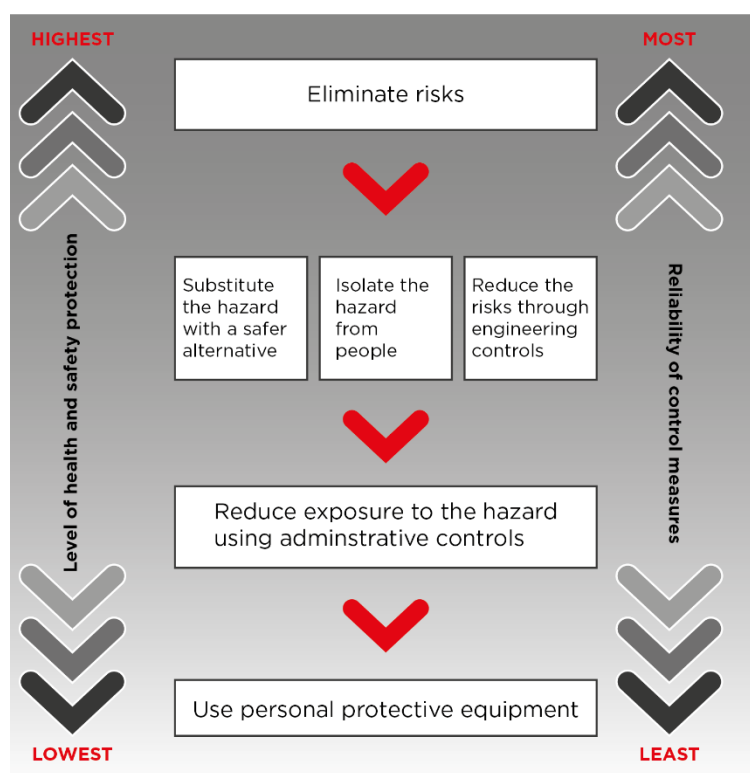 HIGHEST
MOST
Eliminate risks
Substitute
the hazard
with a safer
alternative
Isolate the
hazard
from
people
Reduce the
risks through
engineering
controls
Level of health and safety protection
Reliability of control measures
Reduce exposure to the hazard
using adminstrative controls
Use personal protective equipment
LOWEST
LEAST